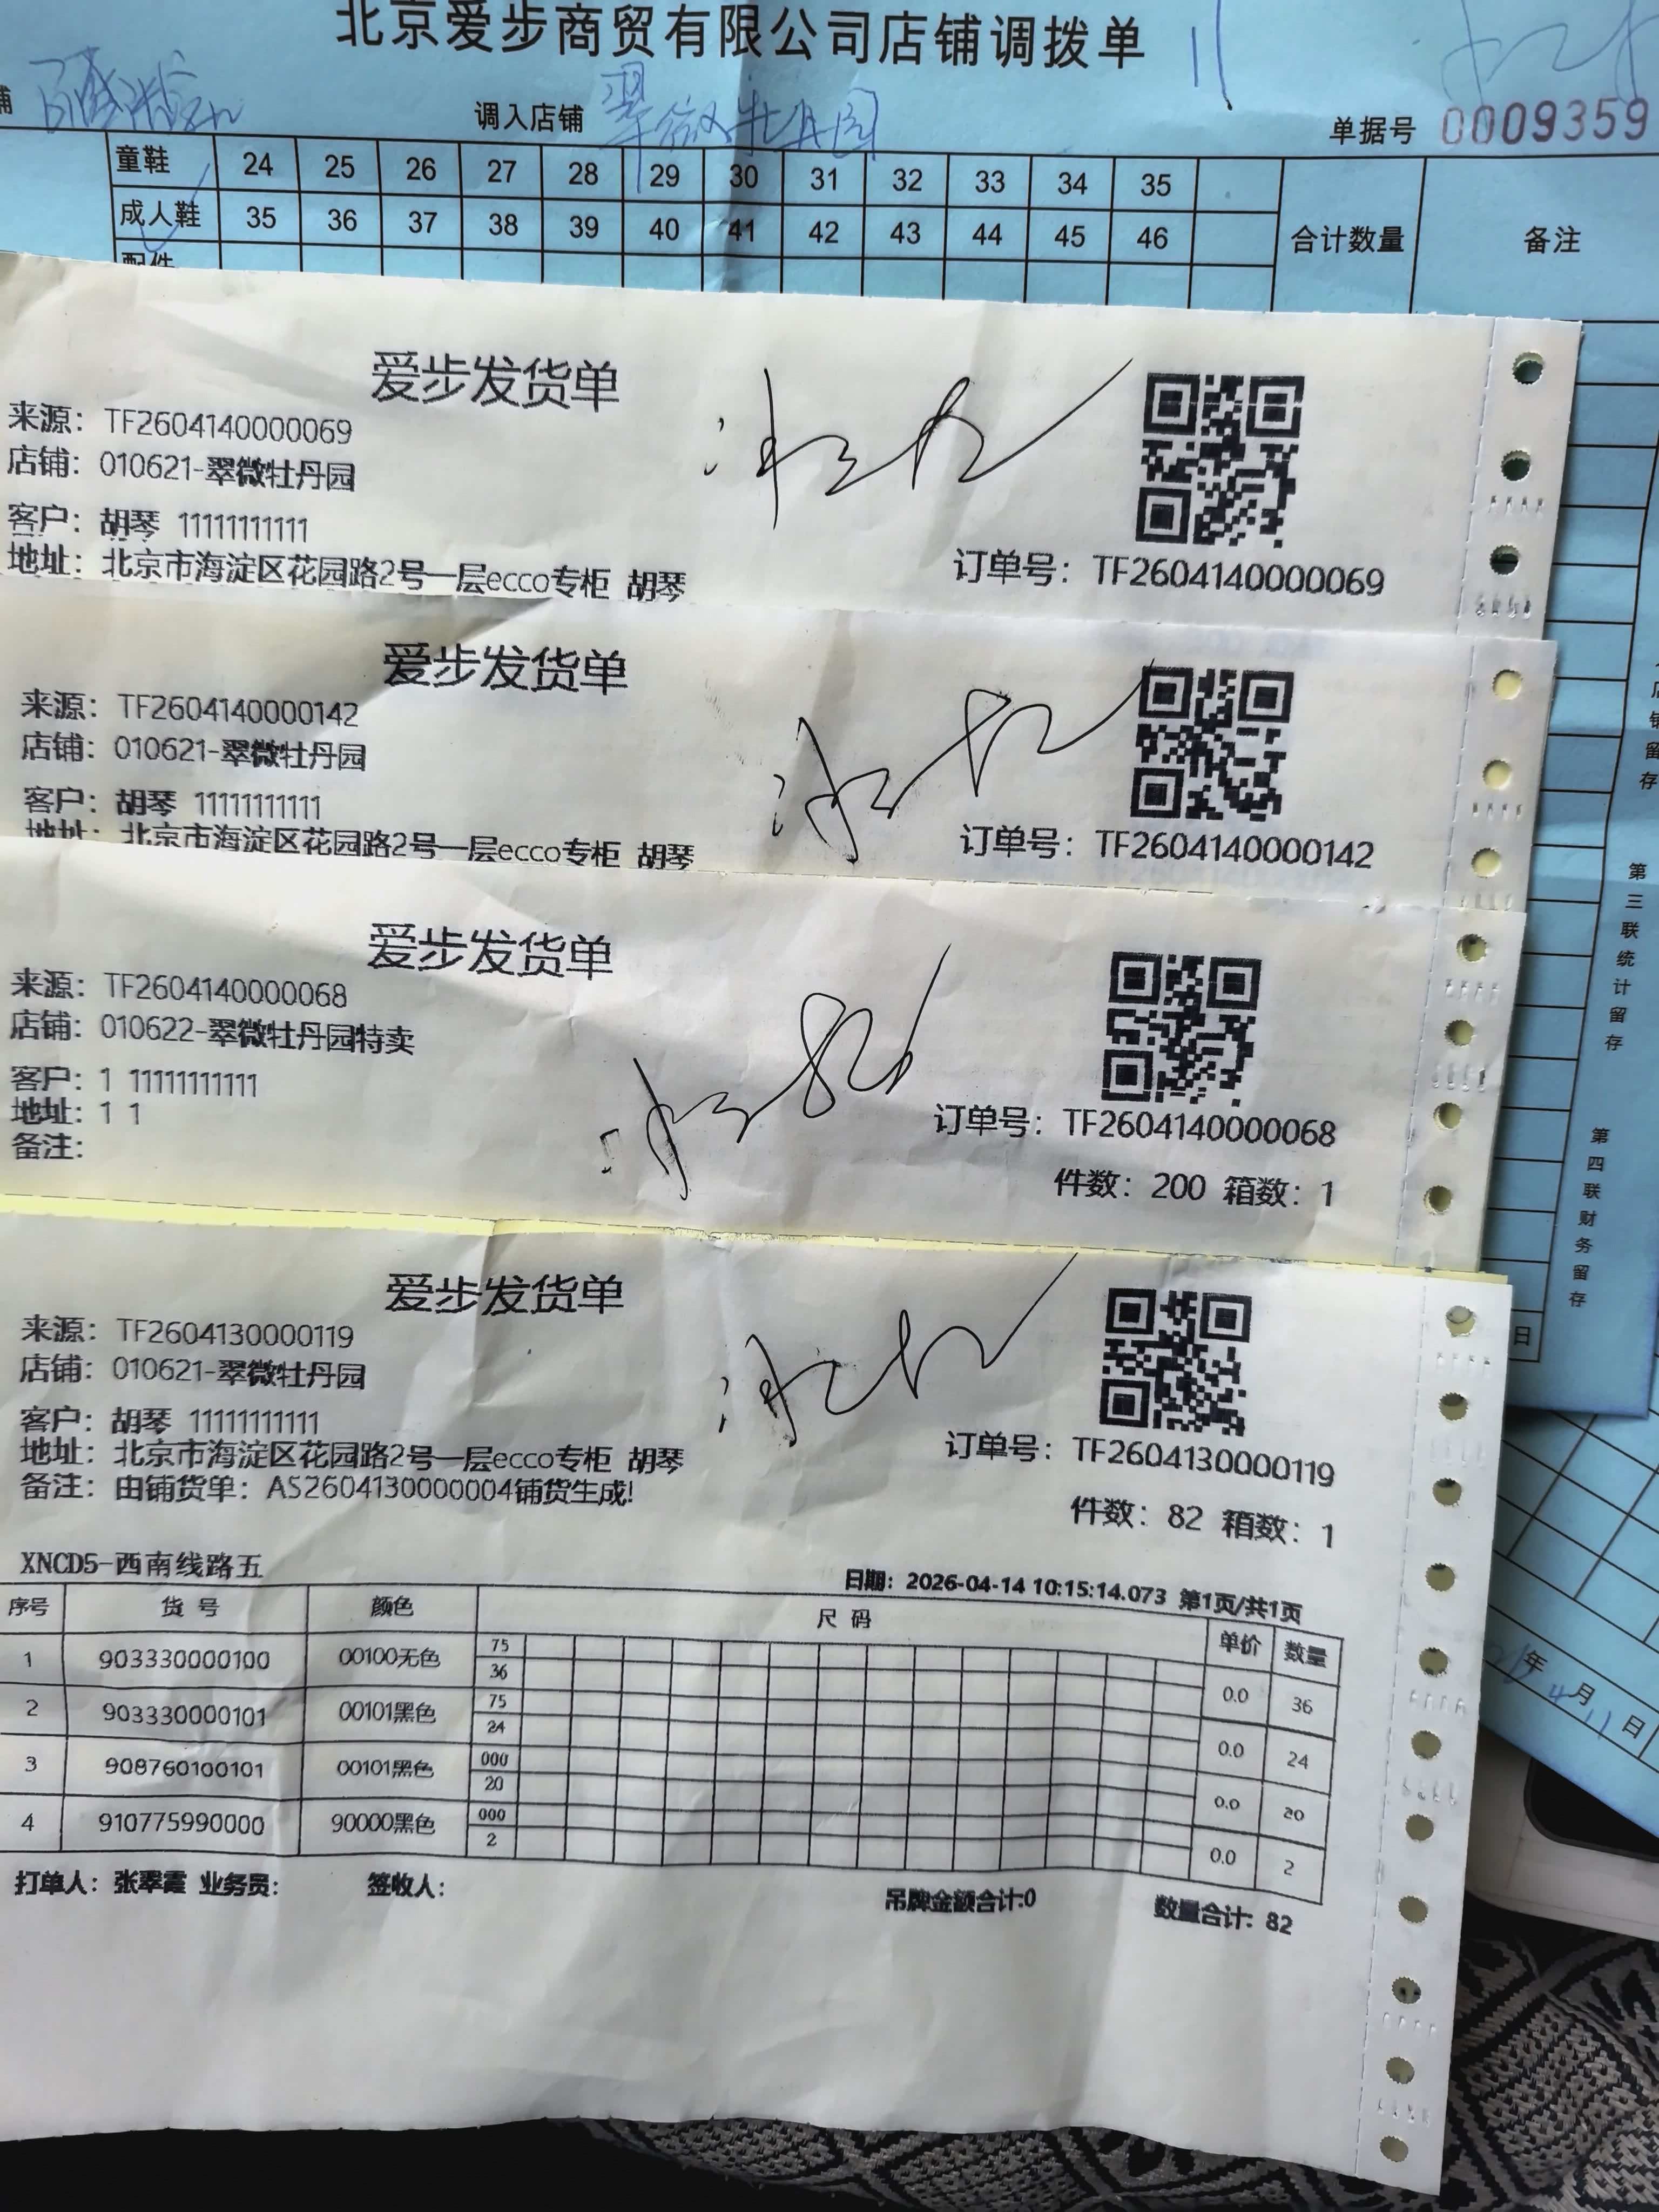 北京爱步商贸有限公司店铺调拨单
铺
调入店铺 翠微牡丹园
单据号 0009359
童鞋 24 25 26 27 28 29 30 31 32 33 34 35
成人鞋 35 36 37 38 39 40 41 42 43 44 45 46
配件
合计数量 备注
爱步发货单
来源：TF2604140000069
店铺：010621-翠微牡丹园
客户：胡琴 11111111111
地址：北京市海淀区花园路2号一层ecco专柜 胡琴
订单号：TF2604140000069
爱步发货单
来源：TF2604140000142
店铺：010621-翠微牡丹园
客户：胡琴 11111111111
地址：北京市海淀区花园路2号一层ecco专柜 胡琴
订单号：TF2604140000142
爱步发货单
来源：TF2604140000068
店铺：010622-翠微牡丹园特卖
客户：1 11111111111
地址：1 1
备注：
订单号：TF2604140000068
件数：200 箱数：1
爱步发货单
来源：TF2604130000119
店铺：010621-翠微牡丹园
客户：胡琴 11111111111
地址：北京市海淀区花园路2号一层ecco专柜 胡琴
备注：由铺货单：AS2604130000004铺货生成!
订单号：TF2604130000119
件数：82 箱数：1
XNCD5-西南线路五
日期：2026-04-14 10:15:14.073 第1页/共1页
序号 货号 颜色 尺码 单价 数量
1 903330000100 00100无色 75 36 0.0 36
2 903330000101 00101黑色 75 24 0.0 24
3 908760100101 00101黑色 000 20 0.0 20
4 910775990000 90000黑色 000 2 0.0 2
打单人：张翠霞 业务员： 签收人： 吊牌金额合计:0 数量合计：82
店铺留存
第三联统计留存
第四联财务留存
日
年4月11日